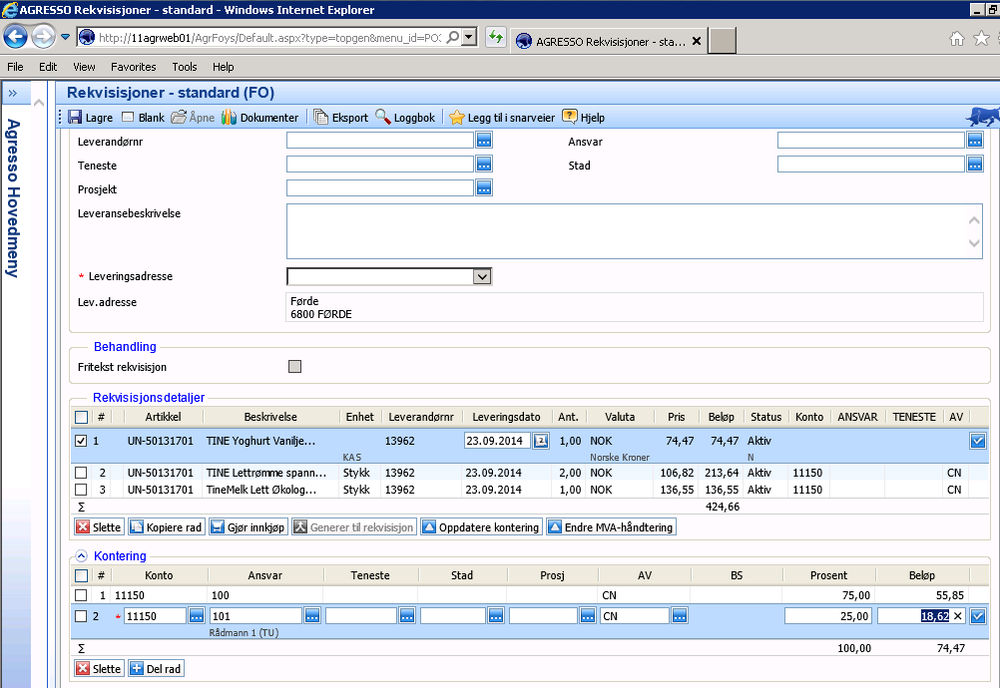 AGRESSO Rekvisisjoner - standard - Windows Internet Explorer
http://11agrweb01/AgrFoys/Default.aspx?type=topgen&menu_id=PO
AGRESSO Rekvisisjoner - sta...
File Edit View Favorites Tools Help
Rekvisisjoner - standard (FO)
Lagre Blank Åpne Dokumenter Eksport Loggbok Legg til i snarveier Hjelp
Agresso Hovedmeny
Leverandørnr Ansvar
Teneste Stad
Prosjekt
Leveransebeskrivelse
* Leveringsadresse
Lev.adresse Førde
6800 FØRDE
Behandling
Fritekst rekvisisjon
Rekvisisjonsdetaljer
# Artikkel Beskrivelse Enhet Leverandørnr Leveringsdato Ant. Valuta Pris Beløp Status Konto ANSVAR TENESTE AV
1 UN-50131701 TINE Yoghurt Vanilje... 13962 23.09.2014 1,00 NOK 74,47 74,47 Aktiv
KAS Norske Kroner N
2 UN-50131701 TINE Lettrømme spann... Stykk 13962 23.09.2014 2,00 NOK 106,82 213,64 Aktiv 11150 CN
3 UN-50131701 TineMelk Lett Økolog... Stykk 13962 23.09.2014 1,00 NOK 136,55 136,55 Aktiv 11150 CN
Σ 424,66
Slette Kopiere rad Gjør innkjøp Generer til rekvisisjon Oppdatere kontering Endre MVA-håndtering
Kontering
# Konto Ansvar Teneste Stad Prosj AV BS Prosent Beløp
1 11150 100 CN 75,00 55,85
2 * 11150 101 CN 25,00 18,62
Rådmann 1 (TU)
Σ 100,00 74,47
Slette Del rad